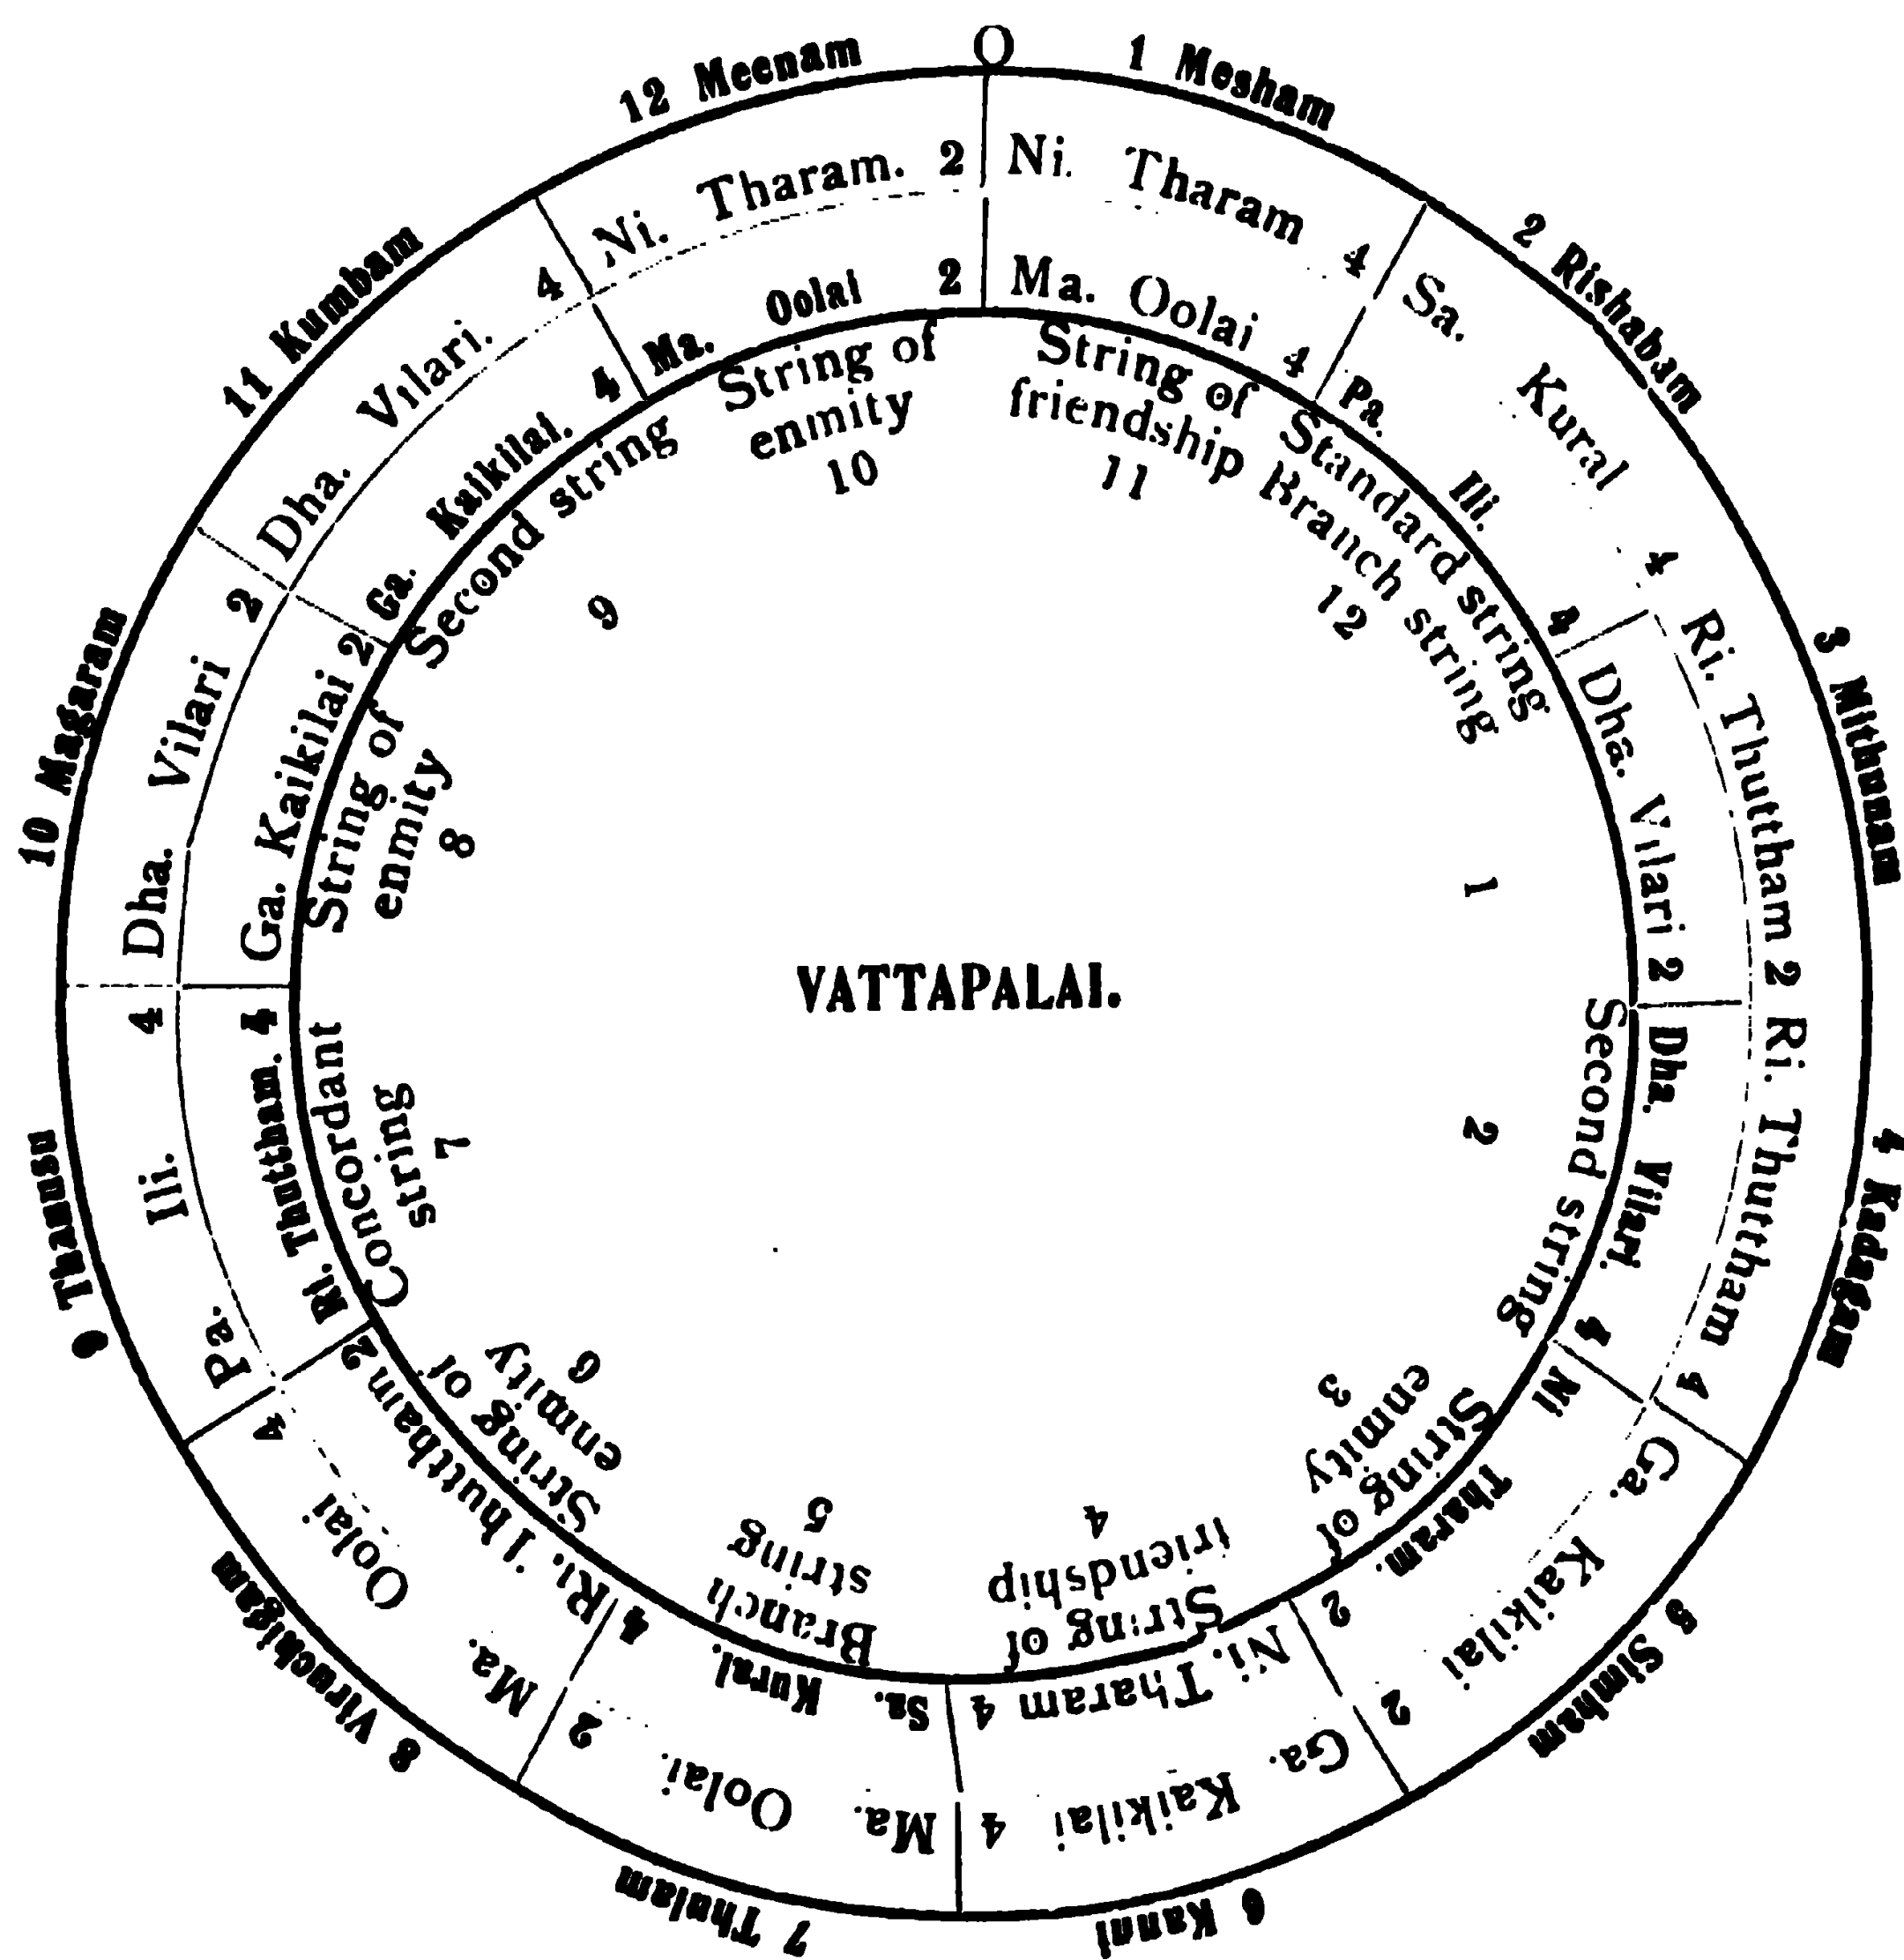 O
1 Mesham
2 Rishabam
3 Mithunam
4 Kadagam
5 Simham
6 Kanni
7 Thulam
8 Viruchigam
9 Thanusu
10 Magaram
11 Kumbam
12 Meenam
Ni. Tharam 4
Sa. Kural 4
Ri. Thuttham 2
Ri. Thuttham 4
Ga. Kaikilai 2
Ga. Kaikilai 4
Ma. Oolai. 2
Ma. Oolai 4
Pa. Ili. 4
Dha. Vilari 2
Dha. Vilari. 4
Ni. Tharam. 2
Ma. Oolai 4
Pa. Ili. 4
Dha. Vilari 2
Dha. Vilari. 4
Ni Tharam. 2
Ni. Tharam 4
Sa. Kural. 4
Ri. Thuttham 2
Ri. Thuttham. 4
Ga. Kaikilai 2
Ga. Kaikilai. 4
Ma. Oolai 2
String of
friendship
11
Standard string
Branch string
12
1
Second string
2
String of
enmity
3
String of
friendship
4
Branch
string
5
String of
enmity
6
Concordant
string
7
String of
enmity
8
Second string
9
String of
enmity
10
VATTAPALAI.